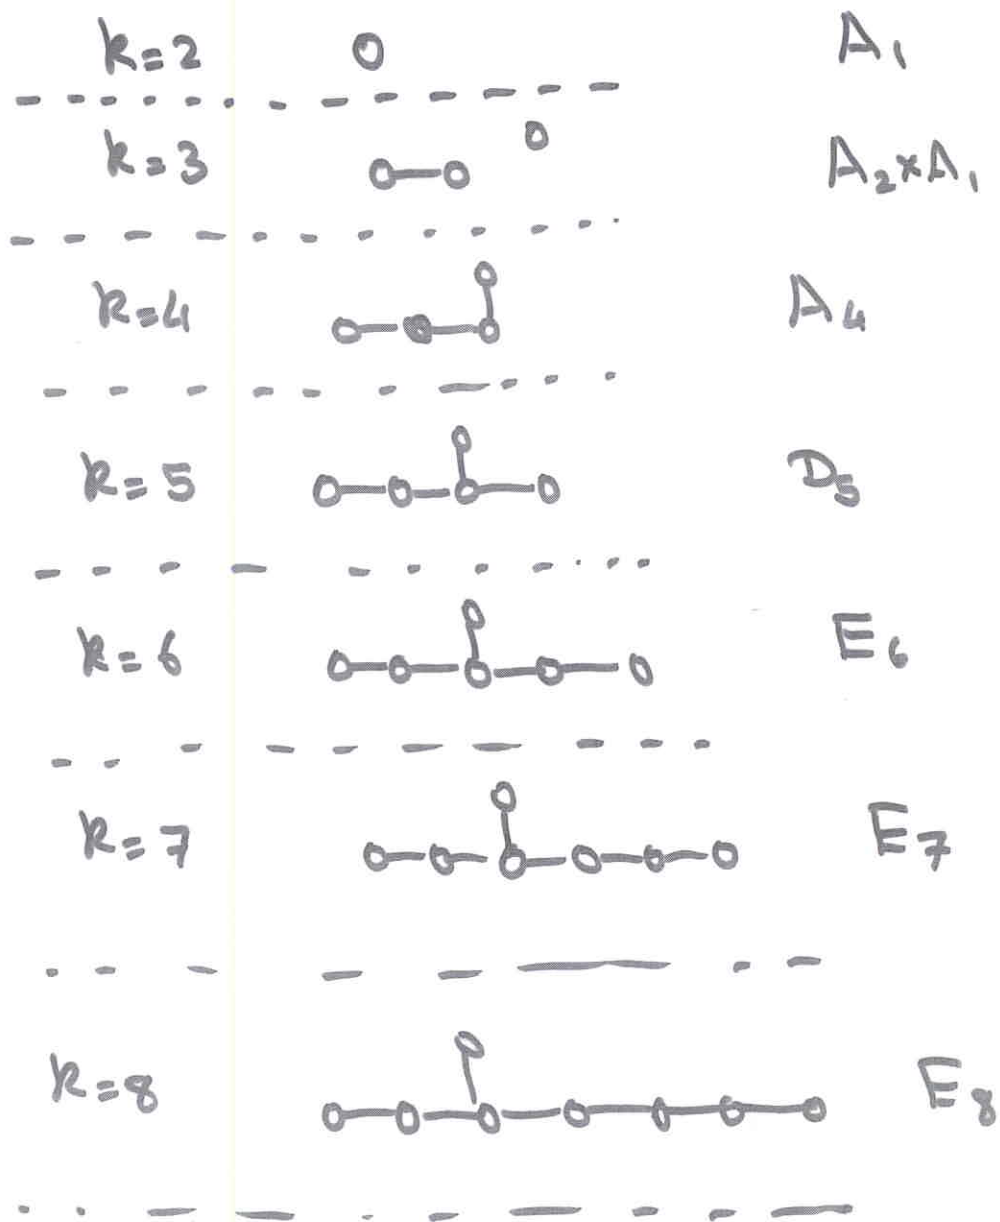 k=2 A₁
k=3 A₂×A₁
k=4 A₄
k=5 D₅
k=6 E₆
k=7 E₇
k=8 E₈